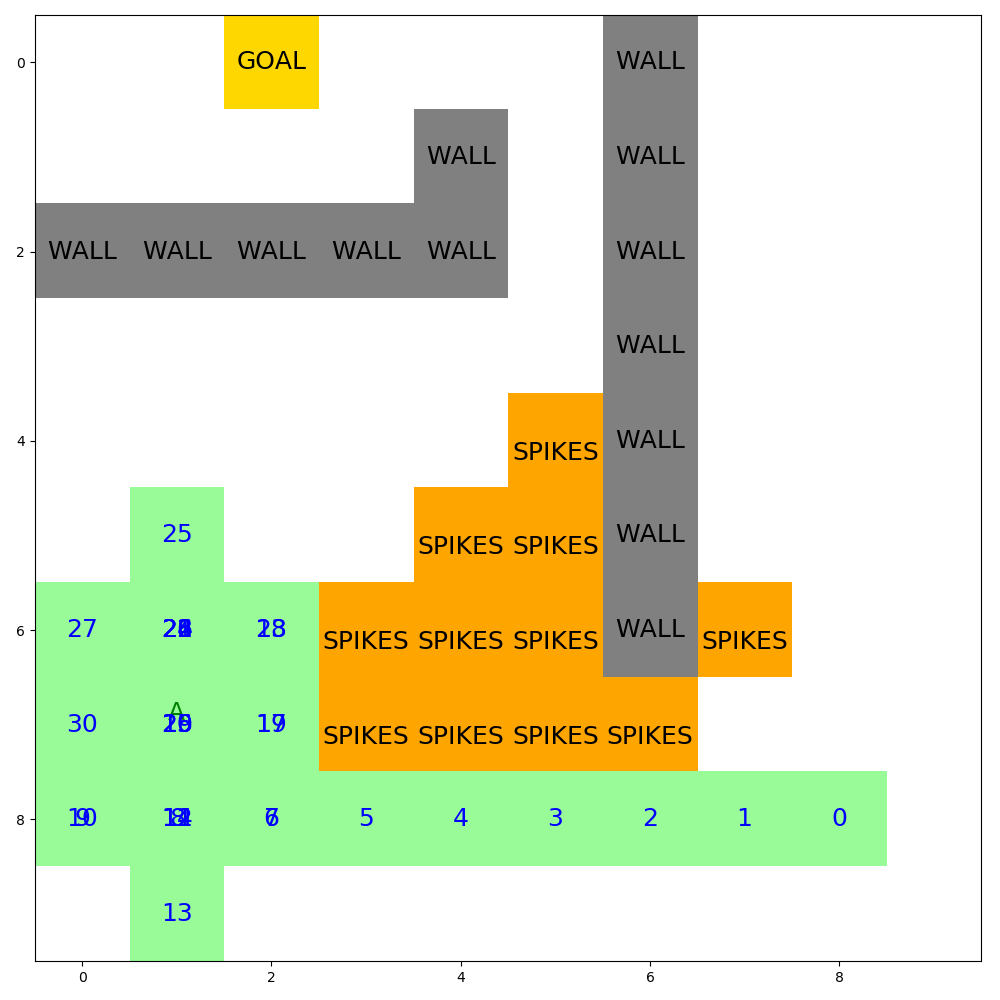 0 GOAL WALL
WALL WALL
2 WALL WALL WALL WALL WALL WALL
WALL
4 SPIKES WALL
25 SPIKES SPIKES WALL
6 27 SPIKES SPIKES SPIKES WALL SPIKES
30 SPIKES SPIKES SPIKES SPIKES
8 5 4 3 2 1 0
13
0 2 4 6 8